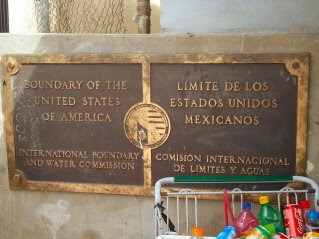 BOUNDARY OF THE
UNITED STATES
OF AMERICA
INTERNATIONAL BOUNDARY
AND WATER COMMISSION
LIMITE DE LOS
ESTADOS UNIDOS
MEXICANOS
COMISION INTERNACIONAL
DE LIMITES Y AGUAS